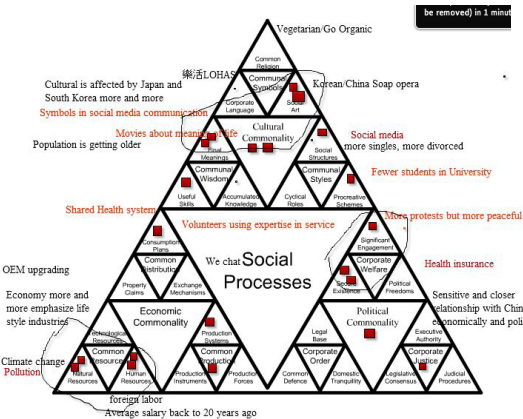 be removed) in 1 minut
Vegetarian/Go Organic
Common
Religion
樂活LOHAS
Communal
Symbols
Korean/China Soap opera
Cultural is affected by Japan and
South Korea more and more
Corporate
Language
Social
Art
Symbols in social media communication
Movies about meaning of life
Cultural
Commonality
Social media
Population is getting older
Final
Meanings
Social
Structures
more singles, more divorced
Communal
Wisdom
Communal
Styles
Fewer students in University
Useful
Skills
Accumulated
Knowledge
Cyclical
Roles
Procreative
Schemes
Shared Health system
Volunteers using expertise in service
More protests but more peaceful
Consumption
Plans
Significant
Engagement
We chat
Social
Processes
Common
Distribution
Corporate
Welfare
Health insurance
OEM upgrading
Property
Claims
Exchange
Mechanisms
Social
Existence
Political
Freedoms
Economy more and
more emphasize life
style industries
Economic
Commonality
Political
Commonality
Sensitive and closer
relationship with Chin
economically and poli
Technological
Resources
Production
Systems
Legal
Base
Executive
Authority
Climate change
Pollution
Common
Resources
Common
Production
Corporate
Order
Corporate
Justice
Natural
Resources
Human
Resources
Production
Instruments
Production
Forces
Common
Defence
Domestic
Tranquility
Legislative
Consensus
Judicial
Procedures
foreign labor
Average salary back to 20 years ago